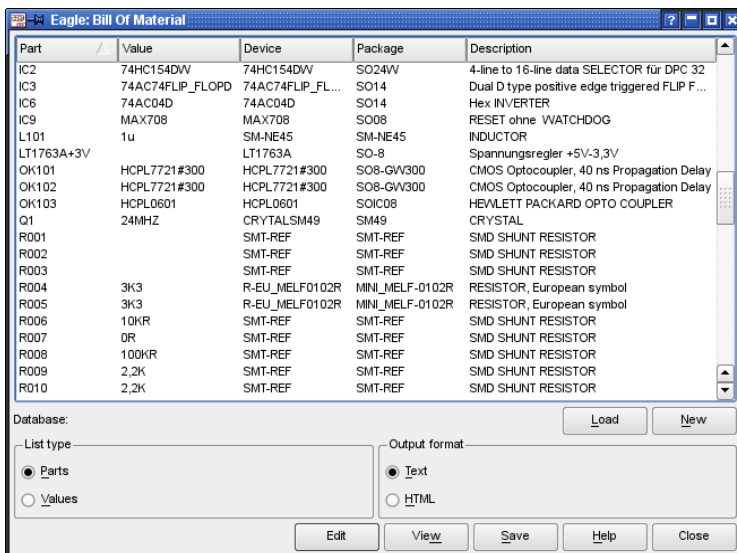 Eagle: Bill Of Material
Part Value Device Package Description
IC2 74HC154DW 74HC154DW SO24W 4-line to 16-line data SELECTOR für DPC 32
IC3 74AC74FLIP_FLOPD 74AC74FLIP_FL... SO14 Dual D type positive edge triggered FLIP F...
IC6 74AC04D 74AC04D SO14 Hex INVERTER
IC9 MAX708 MAX708 SO08 RESET ohne WATCHDOG
L101 1u SM-NE45 SM-NE45 INDUCTOR
LT1763A+3V LT1763A SO-8 Spannungsregler +5V-3,3V
OK101 HCPL7721#300 HCPL7721#300 SO8-GW300 CMOS Optocoupler, 40 ns Propagation Delay
OK102 HCPL7721#300 HCPL7721#300 SO8-GW300 CMOS Optocoupler, 40 ns Propagation Delay
OK103 HCPL0601 HCPL0601 SOIC08 HEWLETT PACKARD OPTO COUPLER
Q1 24MHZ CRYTALSM49 SM49 CRYSTAL
R001 SMT-REF SMT-REF SMD SHUNT RESISTOR
R002 SMT-REF SMT-REF SMD SHUNT RESISTOR
R003 SMT-REF SMT-REF SMD SHUNT RESISTOR
R004 3K3 R-EU_MELF0102R MINI_MELF-0102R RESISTOR, European symbol
R005 3K3 R-EU_MELF0102R MINI_MELF-0102R RESISTOR, European symbol
R006 10KR SMT-REF SMT-REF SMD SHUNT RESISTOR
R007 0R SMT-REF SMT-REF SMD SHUNT RESISTOR
R008 100KR SMT-REF SMT-REF SMD SHUNT RESISTOR
R009 2,2K SMT-REF SMT-REF SMD SHUNT RESISTOR
R010 2,2K SMT-REF SMT-REF SMD SHUNT RESISTOR
Database: Load New
List type Output format
Parts Text
Values HTML
Edit View Save Help Close